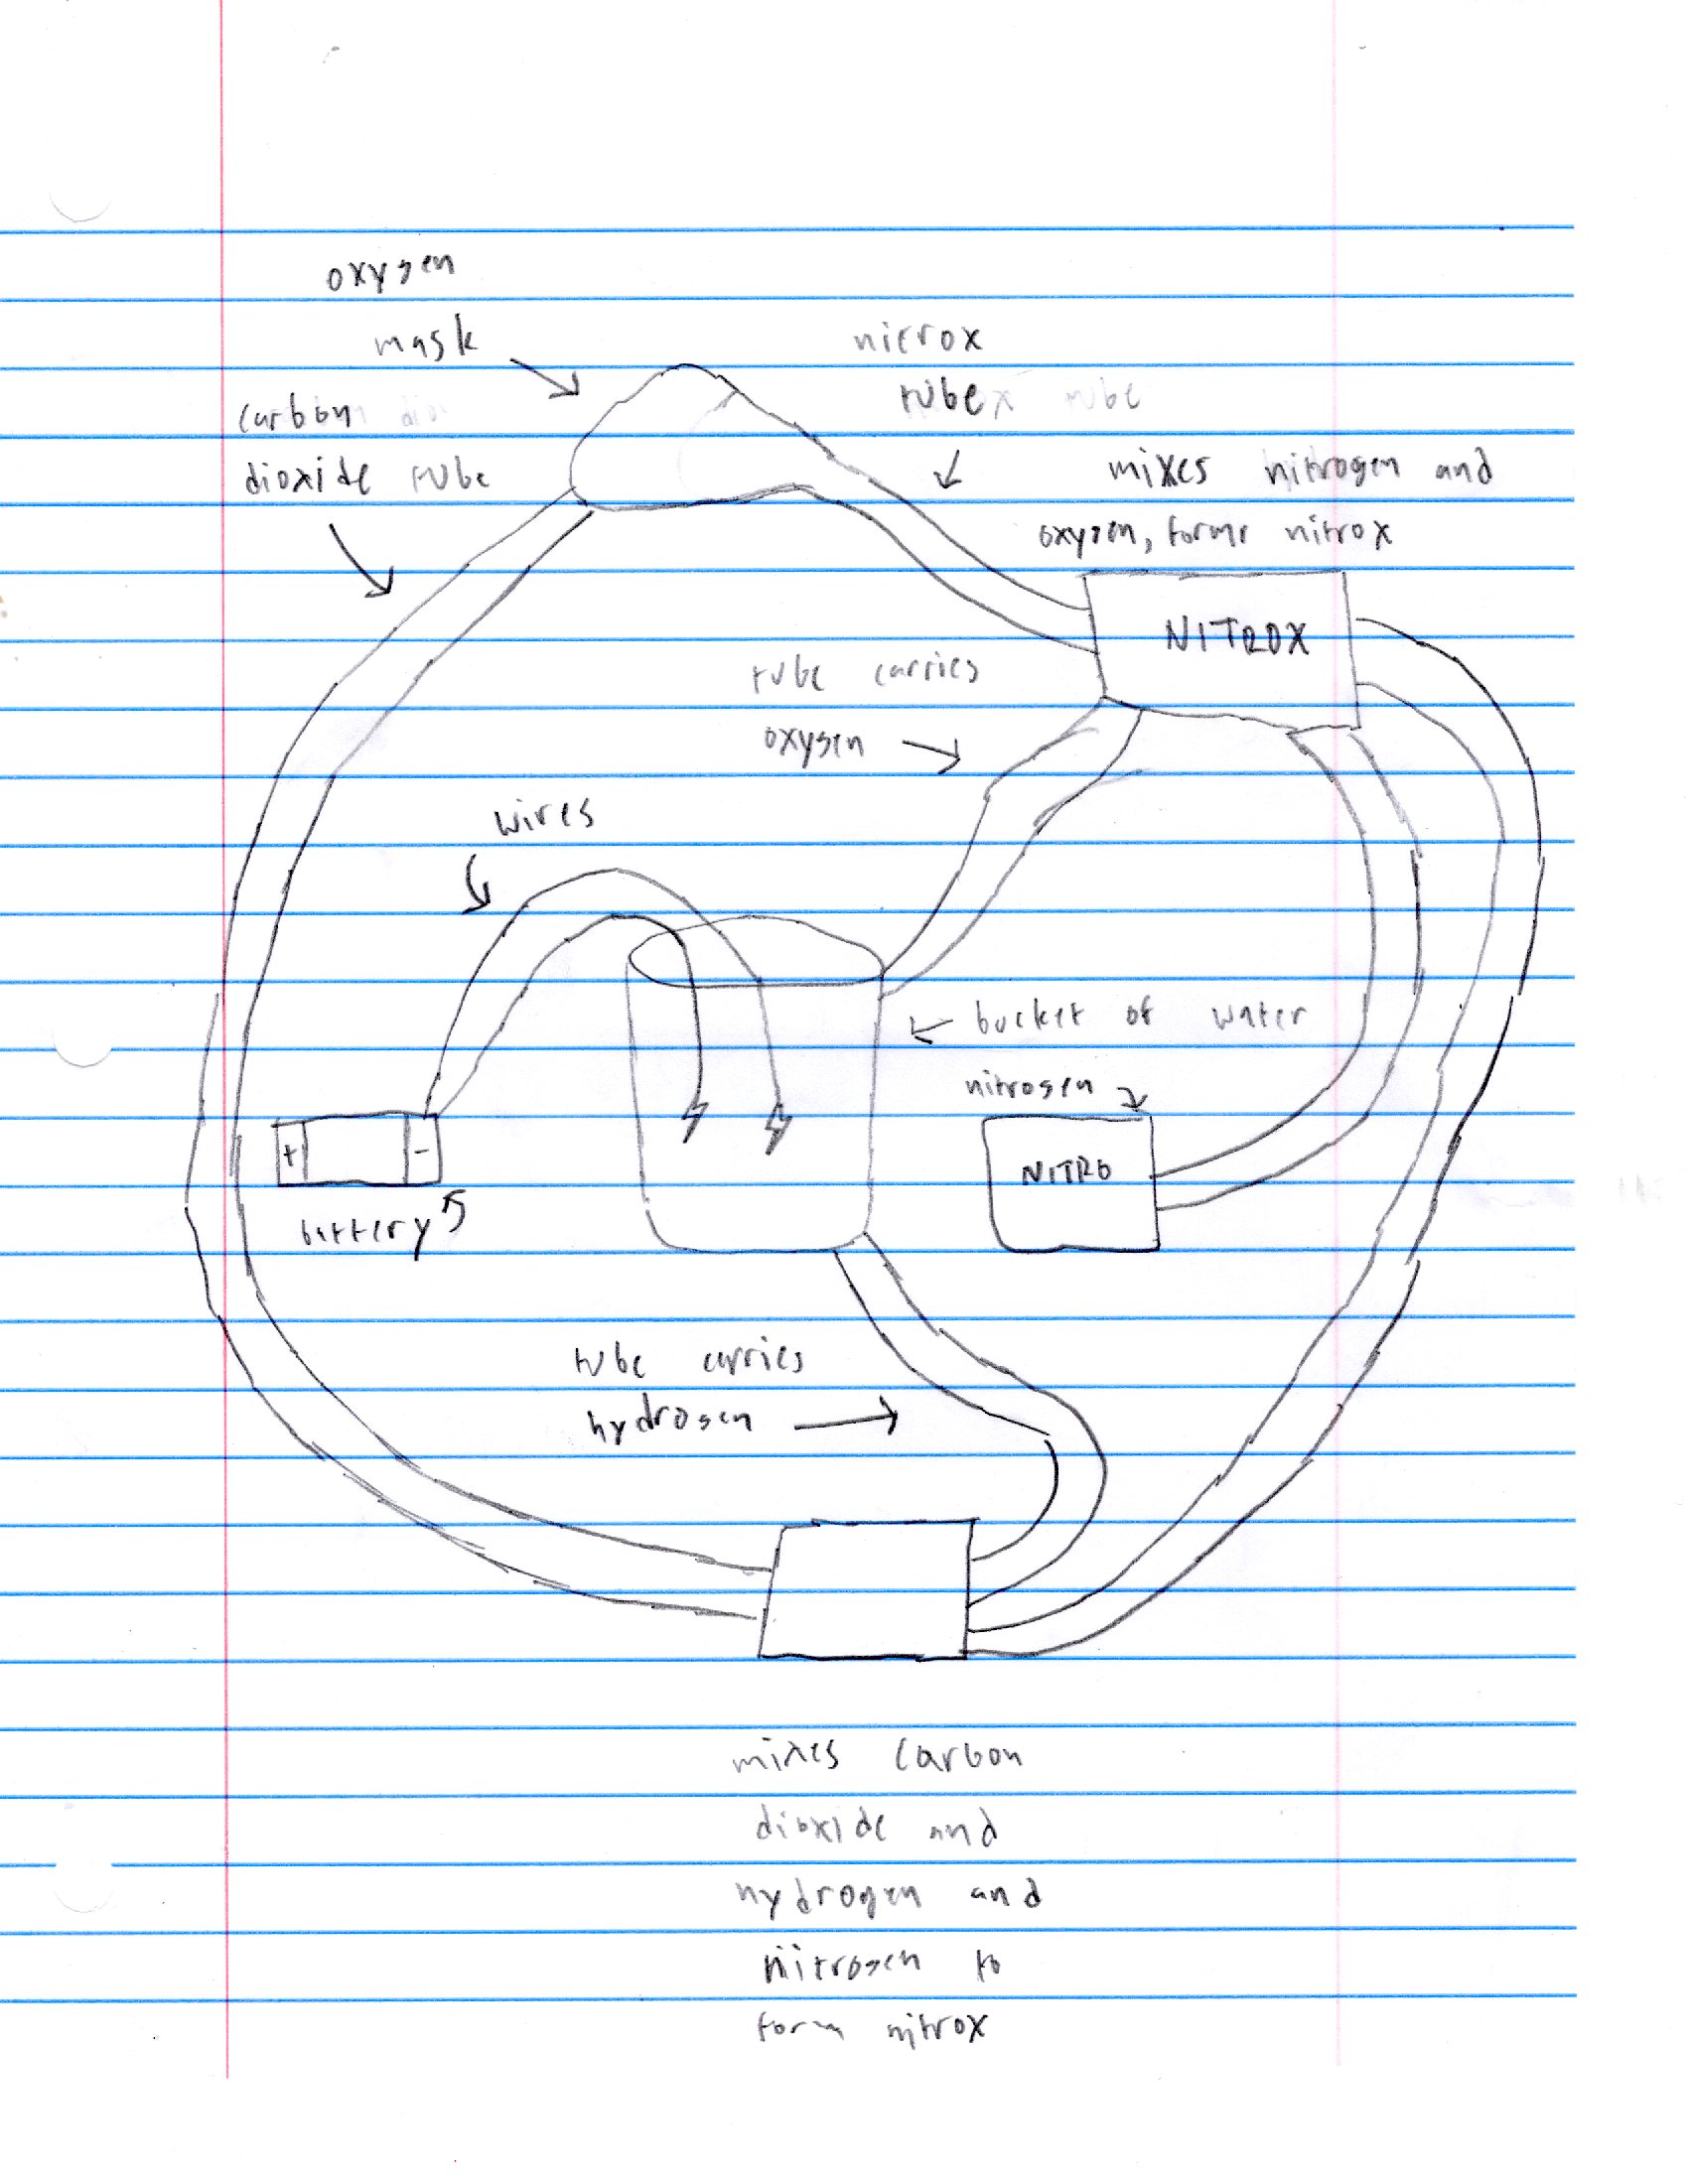 oxygen
mask
nitrox
tube
carbon
dioxide tube
mixes nitrogen and
oxygen, forms nitrox
NITROX
tube carries
oxygen
wires
bucket of water
nitrogen
NITRO
+ -
battery
tube carries
hydrogen
mixes carbon
dioxide and
hydrogen and
nitrogen to
form nitrox